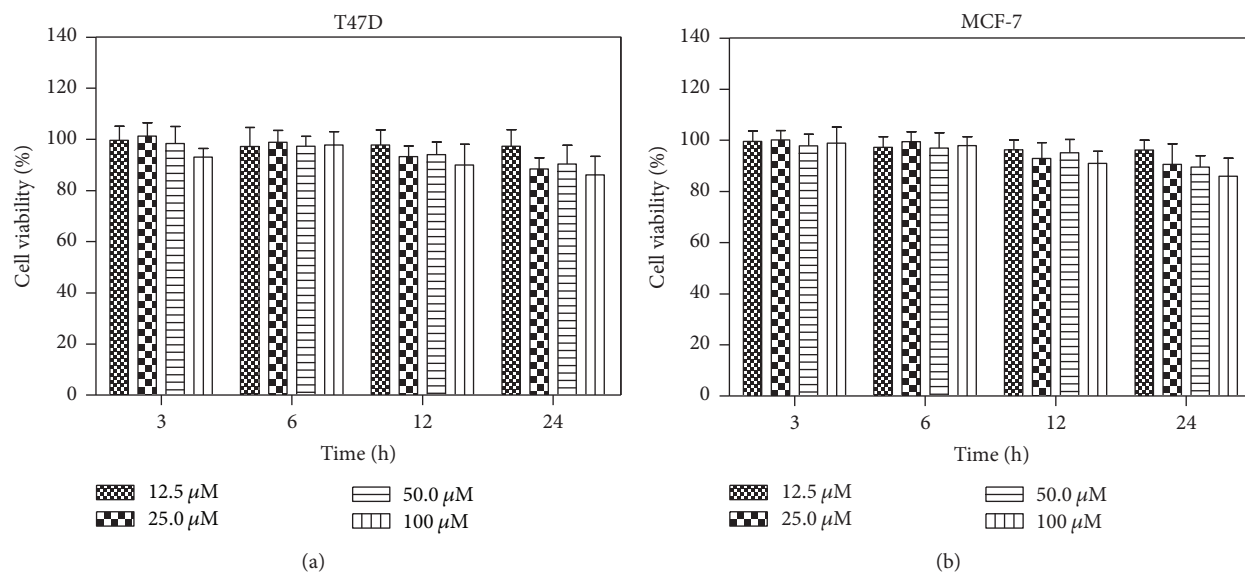 T47D
140
120
100
80
60
40
20
0
Cell viability (%)
3 6 12 24
Time (h)
12.5 μM
25.0 μM
50.0 μM
100 μM
(a)
MCF-7
140
120
100
80
60
40
20
0
Cell viability (%)
3 6 12 24
Time (h)
12.5 μM
25.0 μM
50.0 μM
100 μM
(b)